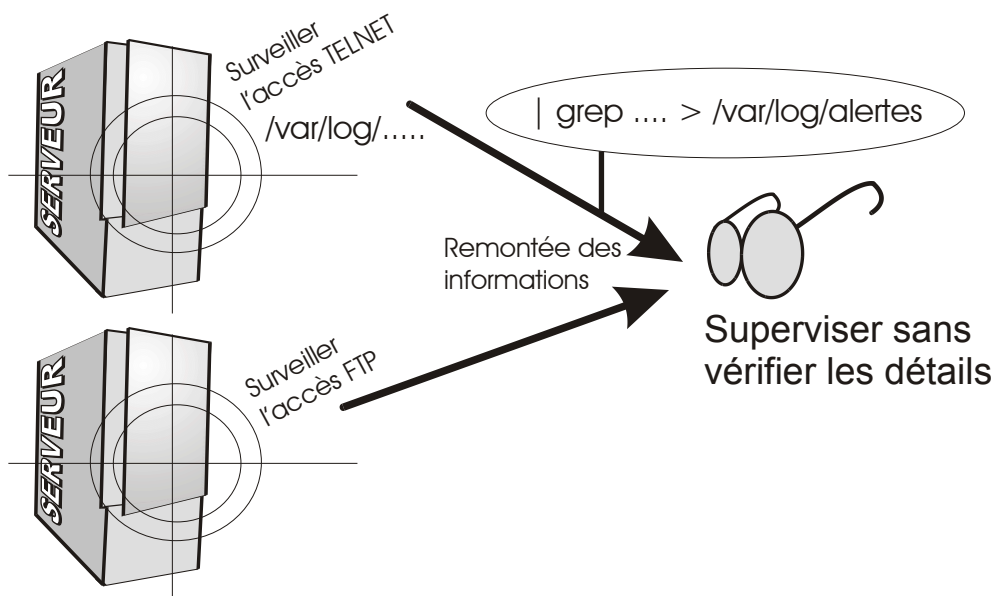 SERVEUR
Surveiller
l'accès TELNET
/var/log/.....
| grep .... > /var/log/alertes
Remontée des
informations
Superviser sans
vérifier les détails
SERVEUR
Surveiller
l'accès FTP